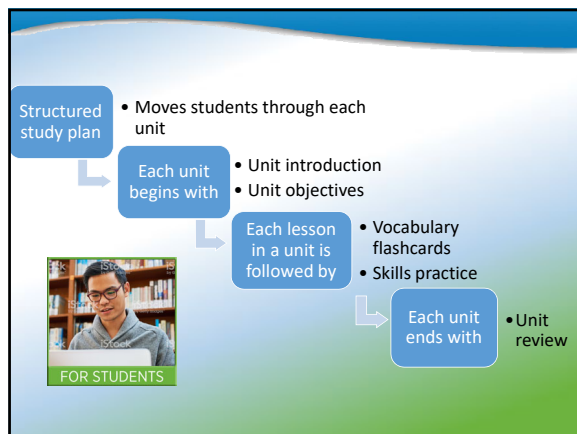 Structured
study plan
• Moves students through each
unit
Each unit
begins with
• Unit introduction
• Unit objectives
Each lesson
in a unit is
followed by
• Vocabulary
flashcards
• Skills practice
Each unit
ends with
• Unit
review
iStock
FOR STUDENTS